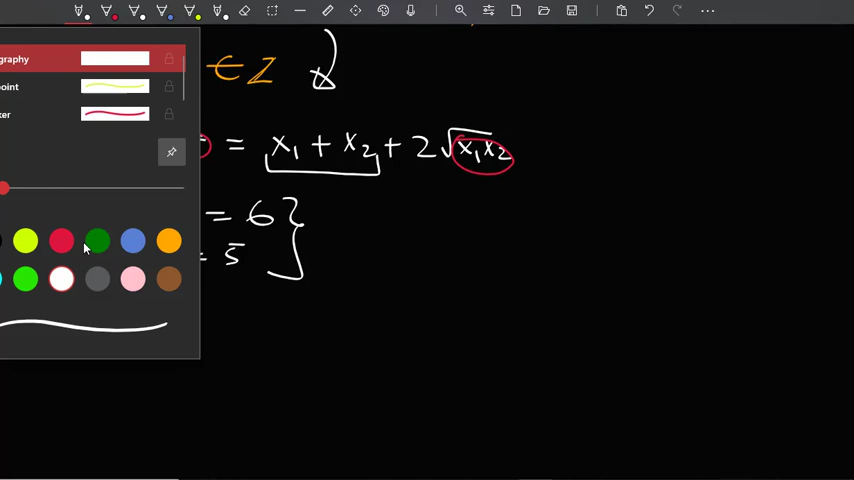 graphy
∈ Z
point
ker
= x₁ + x₂ + 2√x₁x₂
= 6
= 5